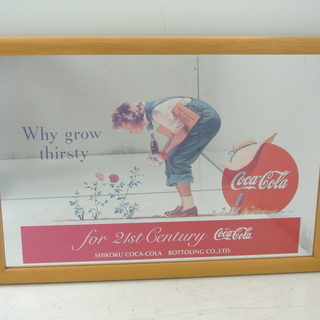 Why grow
thirsty
Coca-Cola
for 21st Century Coca-Cola
SHIKOKU COCA-COLA BOTTOLING CO.,LTD.